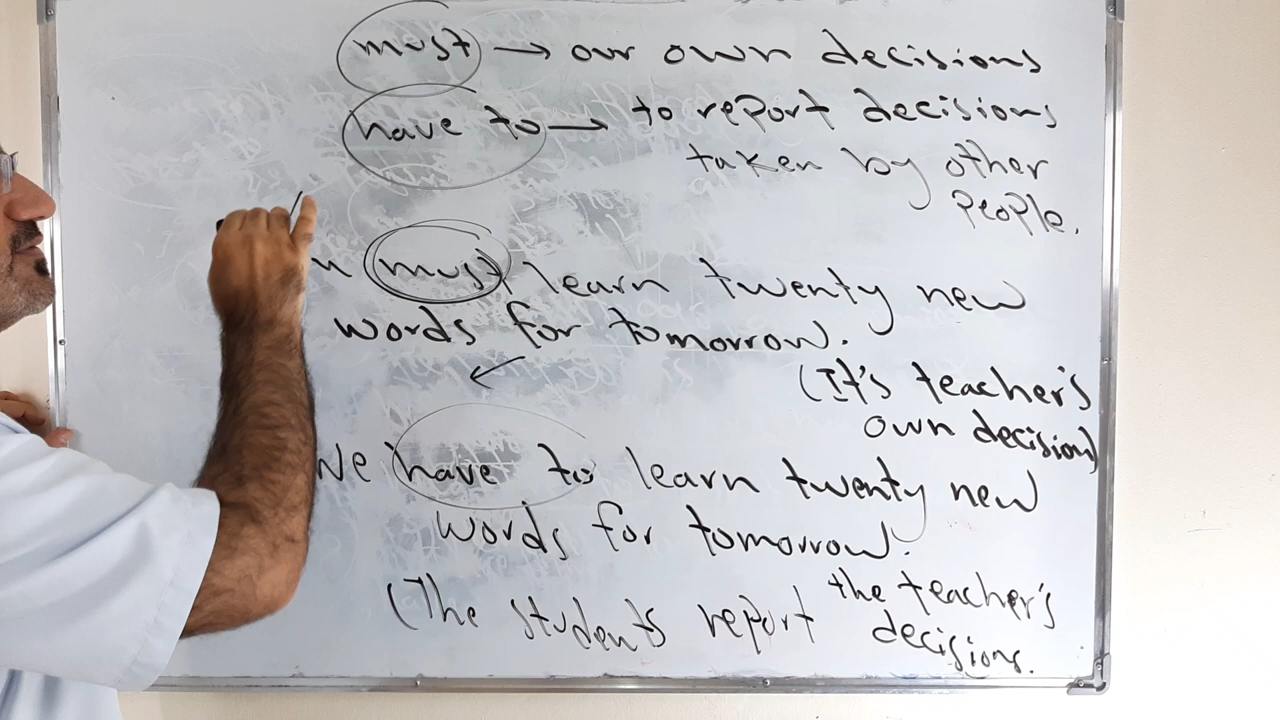 must → our own decisions
have to → to report decisions
taken by other
people.
u must learn twenty new
words for tomorrow.
(It's teacher's
own decision)
We have to learn twenty new
words for tomorrow.
(The students report the teacher's
decisions.